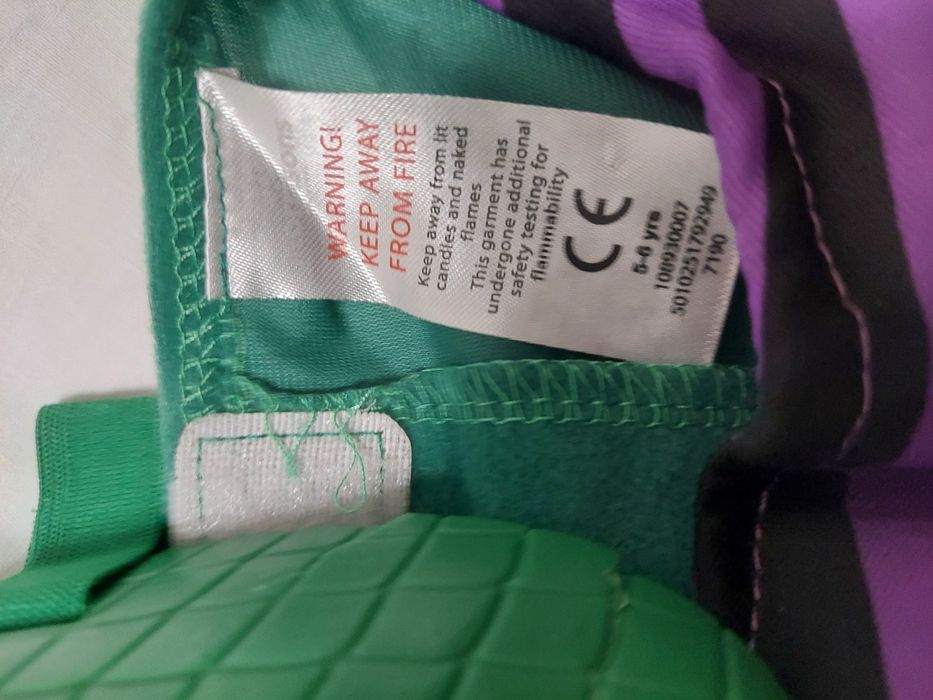 WARNING!
KEEP AWAY
FROM FIRE
Keep away from lit
candles and naked
flames
This garment has
undergone additional
safety testing for
flammability
CE
5-6 yrs
108930007
5010251792949
7190